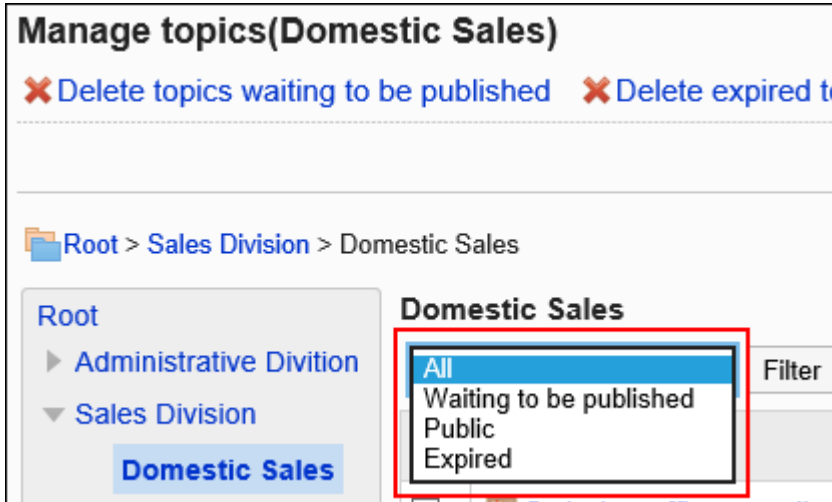 Manage topics(Domestic Sales)
Delete topics waiting to be published Delete expired
Root > Sales Division > Domestic Sales
Root
Administrative Divition
Sales Division
Domestic Sales
Domestic Sales
All
Waiting to be published
Public
Expired
Filter